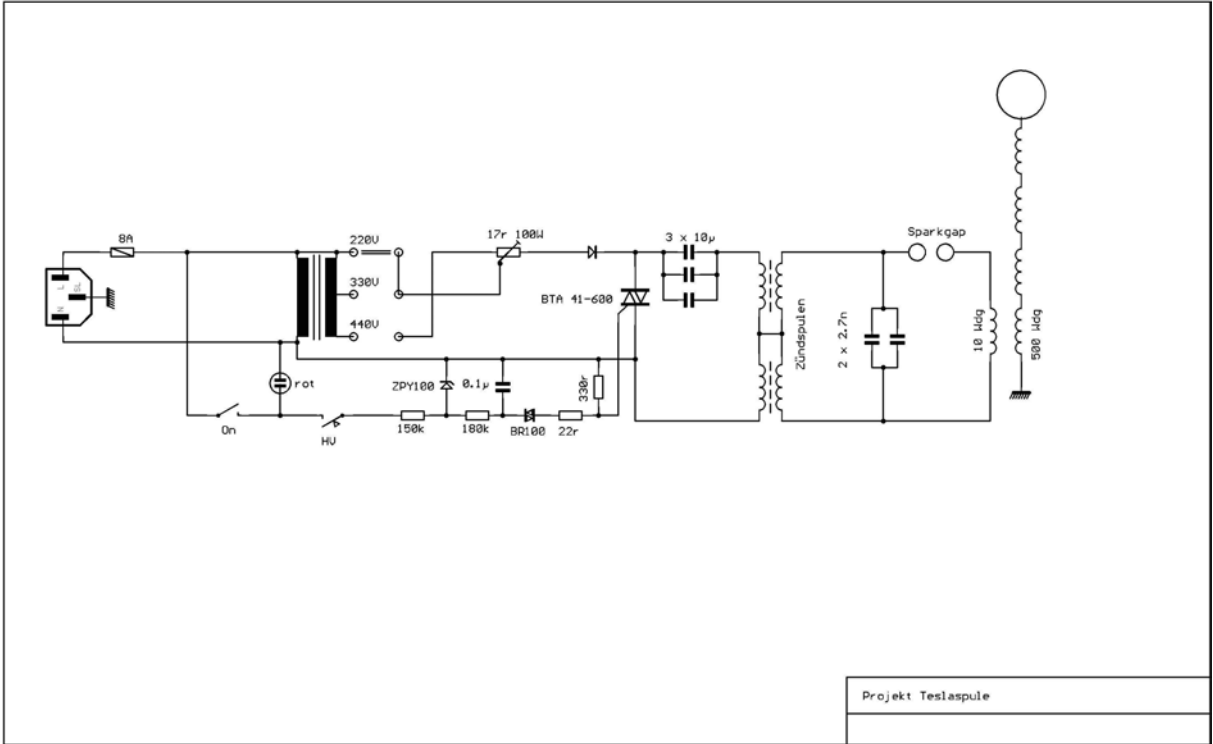 8A
L
SL
N
220V
330V
440V
17r 100W
BTA 41-600
3 x 10µ
Zündspulen
2 x 2.7n
Sparkgap
10 Wdg
500 Wdg
rot
On
HV
150k
ZPY100
180k
0.1µ
BR100
22r
330r
Projekt Teslaspule